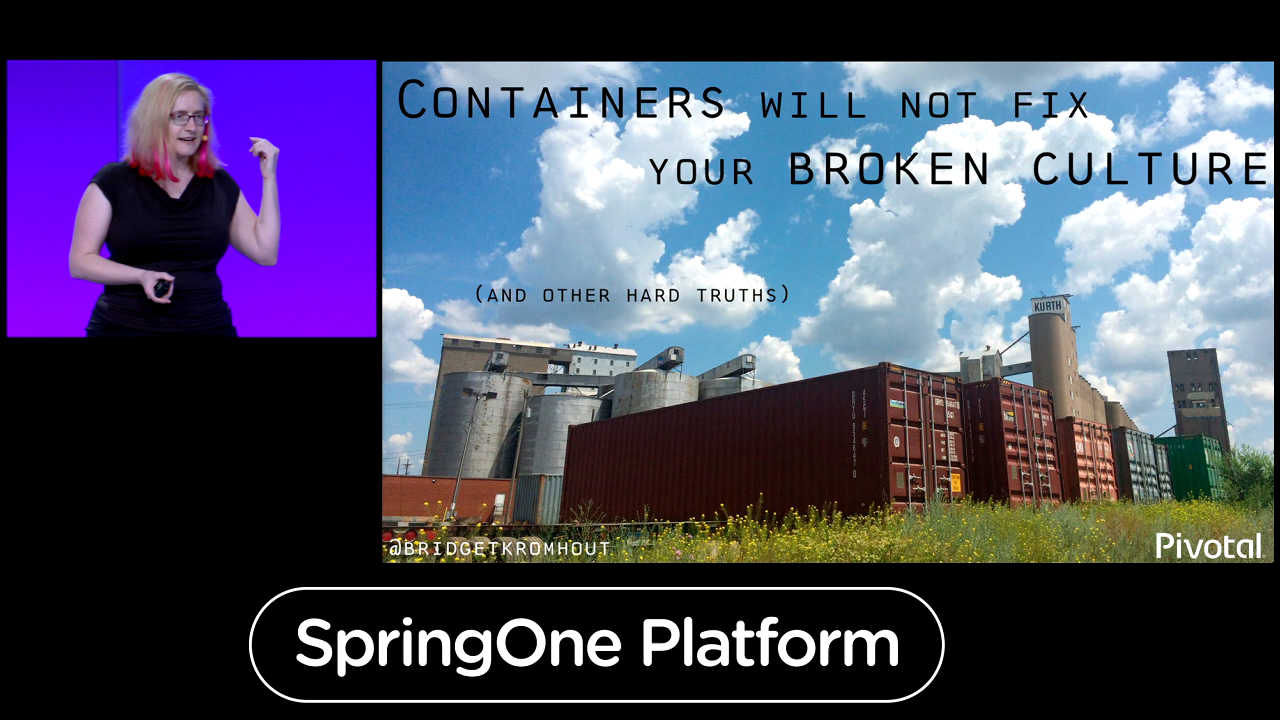 Containers will not fix
your broken culture
(and other hard truths)
KURTH
@bridgetkromhout
Pivotal
SpringOne Platform